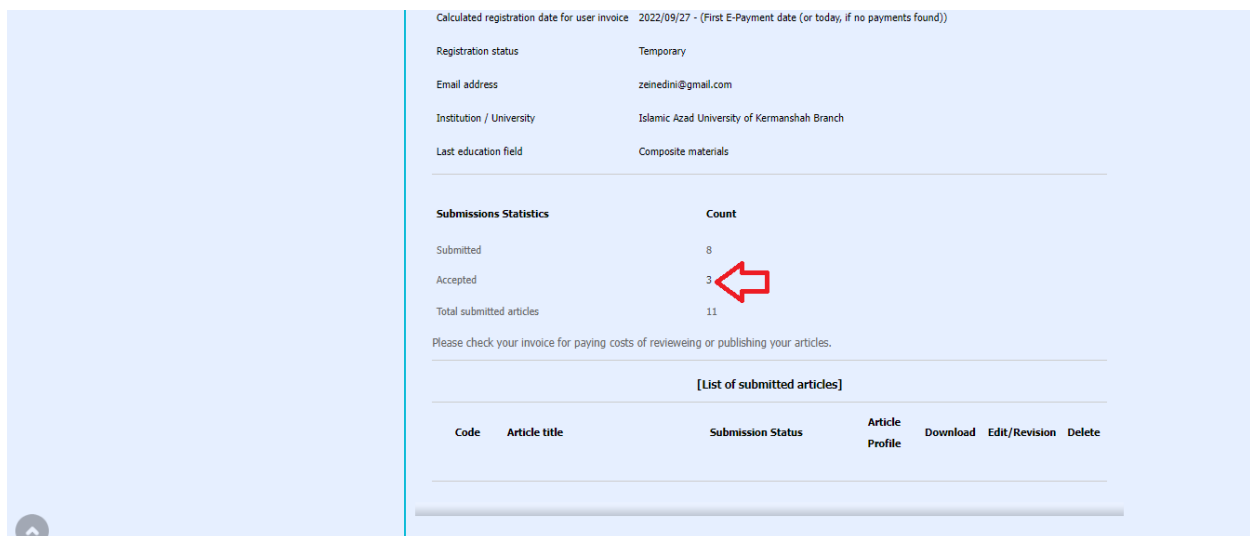 Calculated registration date for user invoice 2022/09/27 - (First E-Payment date (or today, if no payments found))
Registration status Temporary
Email address zeinedini@gmail.com
Institution / University Islamic Azad University of Kermanshah Branch
Last education field Composite materials
Submissions Statistics Count
Submitted 8
Accepted 3
Total submitted articles 11
Please check your invoice for paying costs of revieweing or publishing your articles.
[List of submitted articles]
Code Article title Submission Status Article Profile Download Edit/Revision Delete